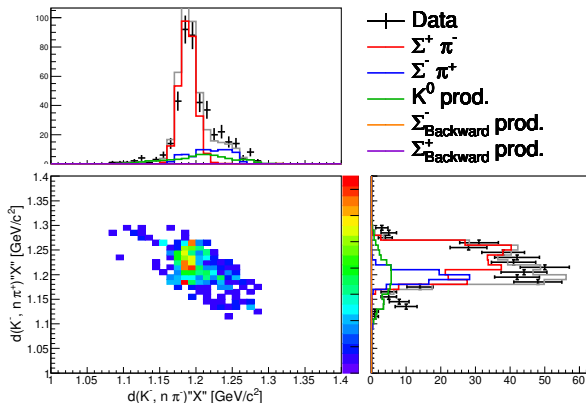 100
80
60
40
20
0
Data
Σ⁺ π⁻
Σ⁻ π⁺
K⁰ prod.
Σ⁻Backward prod.
Σ⁺Backward prod.
d(K⁻, n π⁺)"X" [GeV/c²]
1.4
1.35
1.3
1.25
1.2
1.15
1.1
1.05
1
1 1.05 1.1 1.15 1.2 1.25 1.3 1.35 1.4
d(K⁻, n π⁻)"X" [GeV/c²]
0 10 20 30 40 50 60